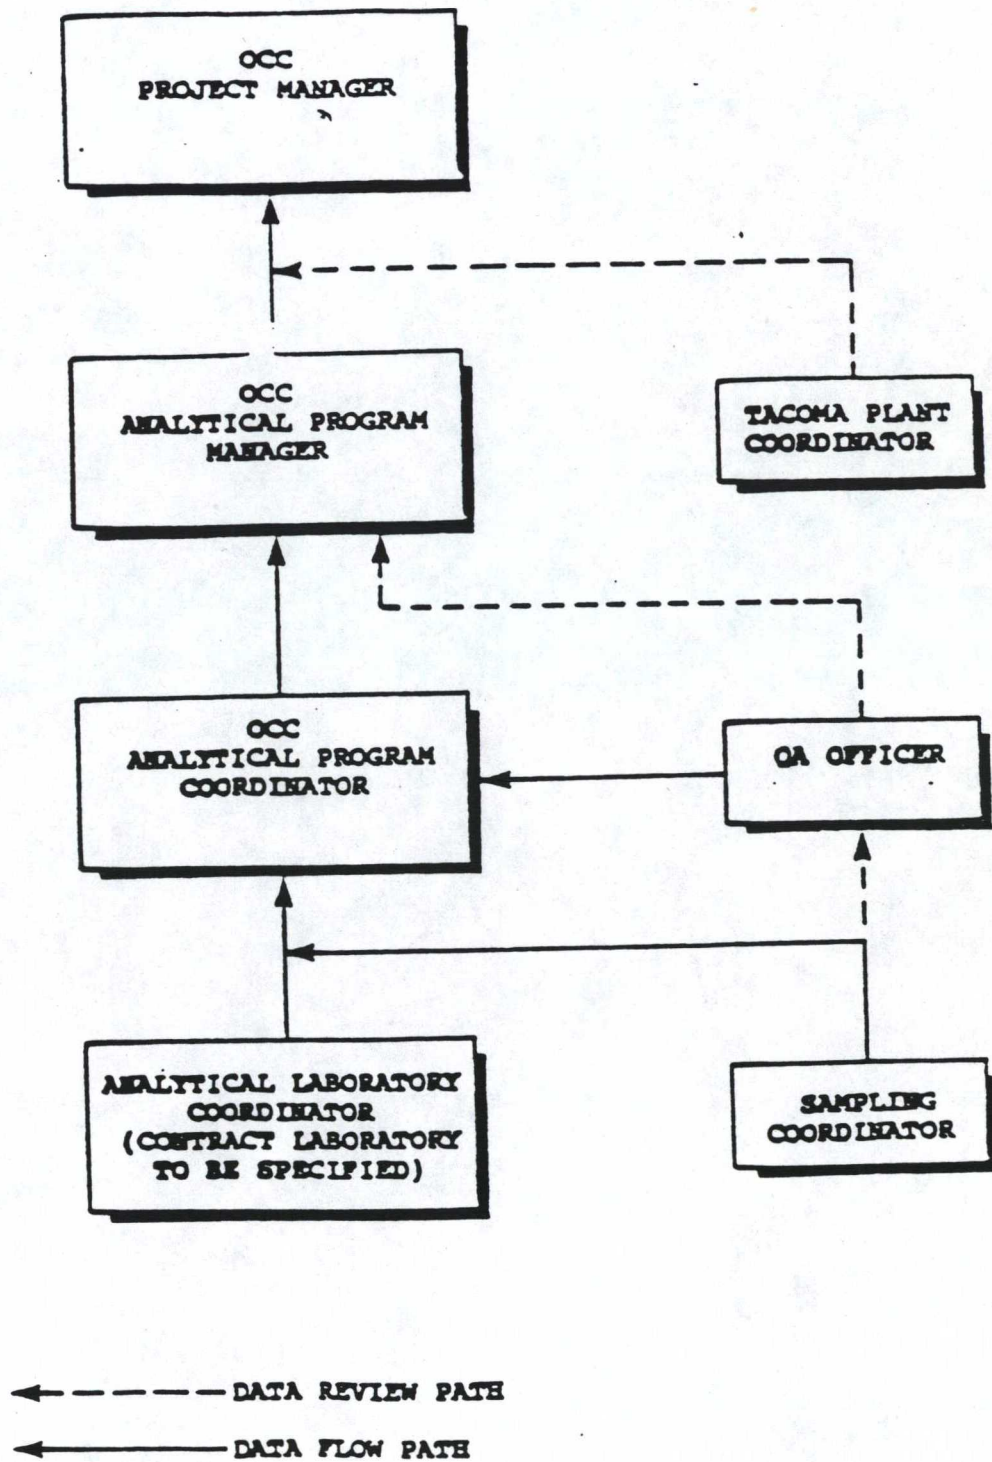 OCC
PROJECT MANAGER
OCC
ANALYTICAL PROGRAM
MANAGER
TACOMA PLANT
COORDINATOR
OCC
ANALYTICAL PROGRAM
COORDINATOR
QA OFFICER
ANALYTICAL LABORATORY
COORDINATOR
(CONTRACT LABORATORY
TO BE SPECIFIED)
SAMPLING
COORDINATOR
DATA REVIEW PATH
DATA FLOW PATH